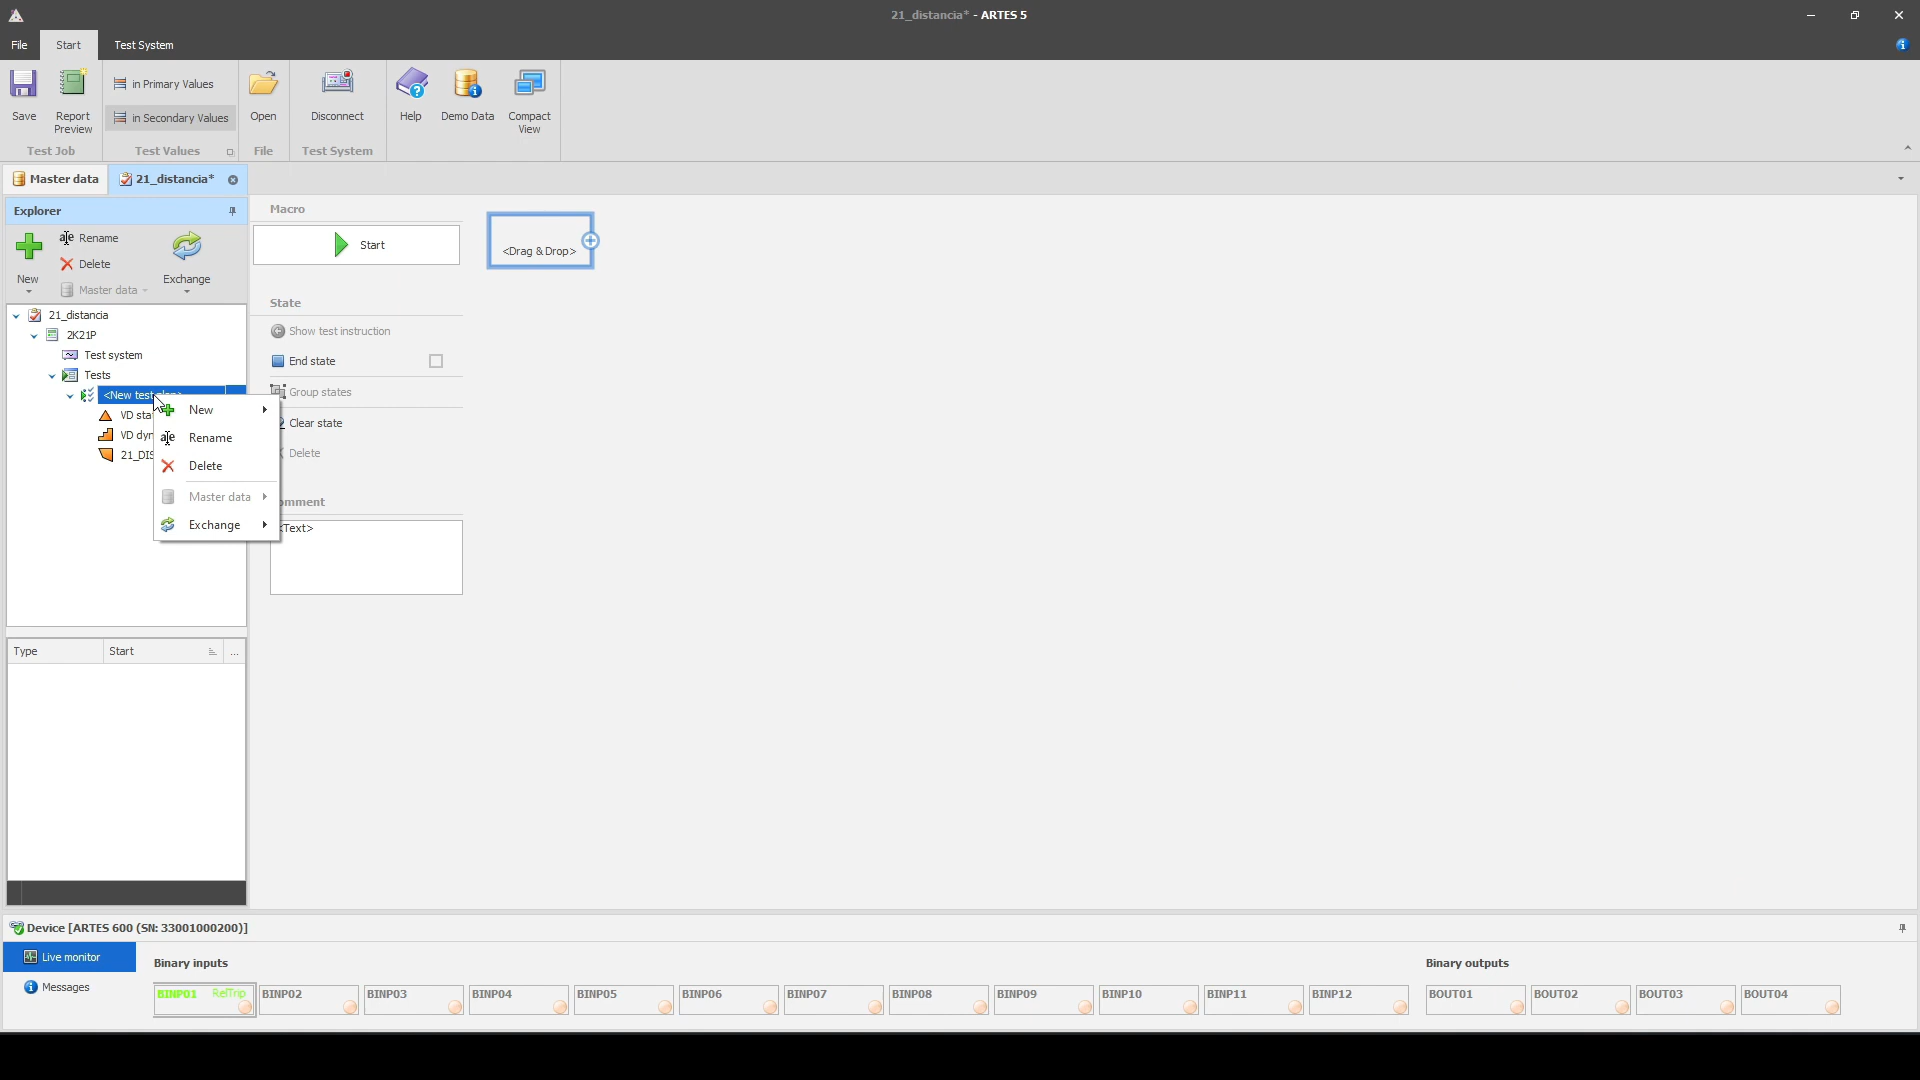 21_distancia* - ARTES 5
File
Start
Test System
Save
Report
Preview
in Primary Values
in Secondary Values
Open
Disconnect
Help
Demo Data
Compact
View
Test Job
Test Values
File
Test System
Master data
21_distancia*
Explorer
New
Rename
Delete
Master data
Exchange
21_distancia
2K21P
Test system
Tests
<New test
VD
VD
New
Rename
Delete
Master data
Exchange
Type
Start
...
Macro
Start
<Drag & Drop>
State
Show test instruction
End state
Group states
Clear state
Delete
<Text>
Device [ARTES 600 (SN: 33001000200)]
Live monitor
Messages
Binary inputs
Binary outputs
BINP01 RelTrip
BINP02
BINP03
BINP04
BINP05
BINP06
BINP07
BINP08
BINP09
BINP10
BINP11
BINP12
BOUT01
BOUT02
BOUT03
BOUT04